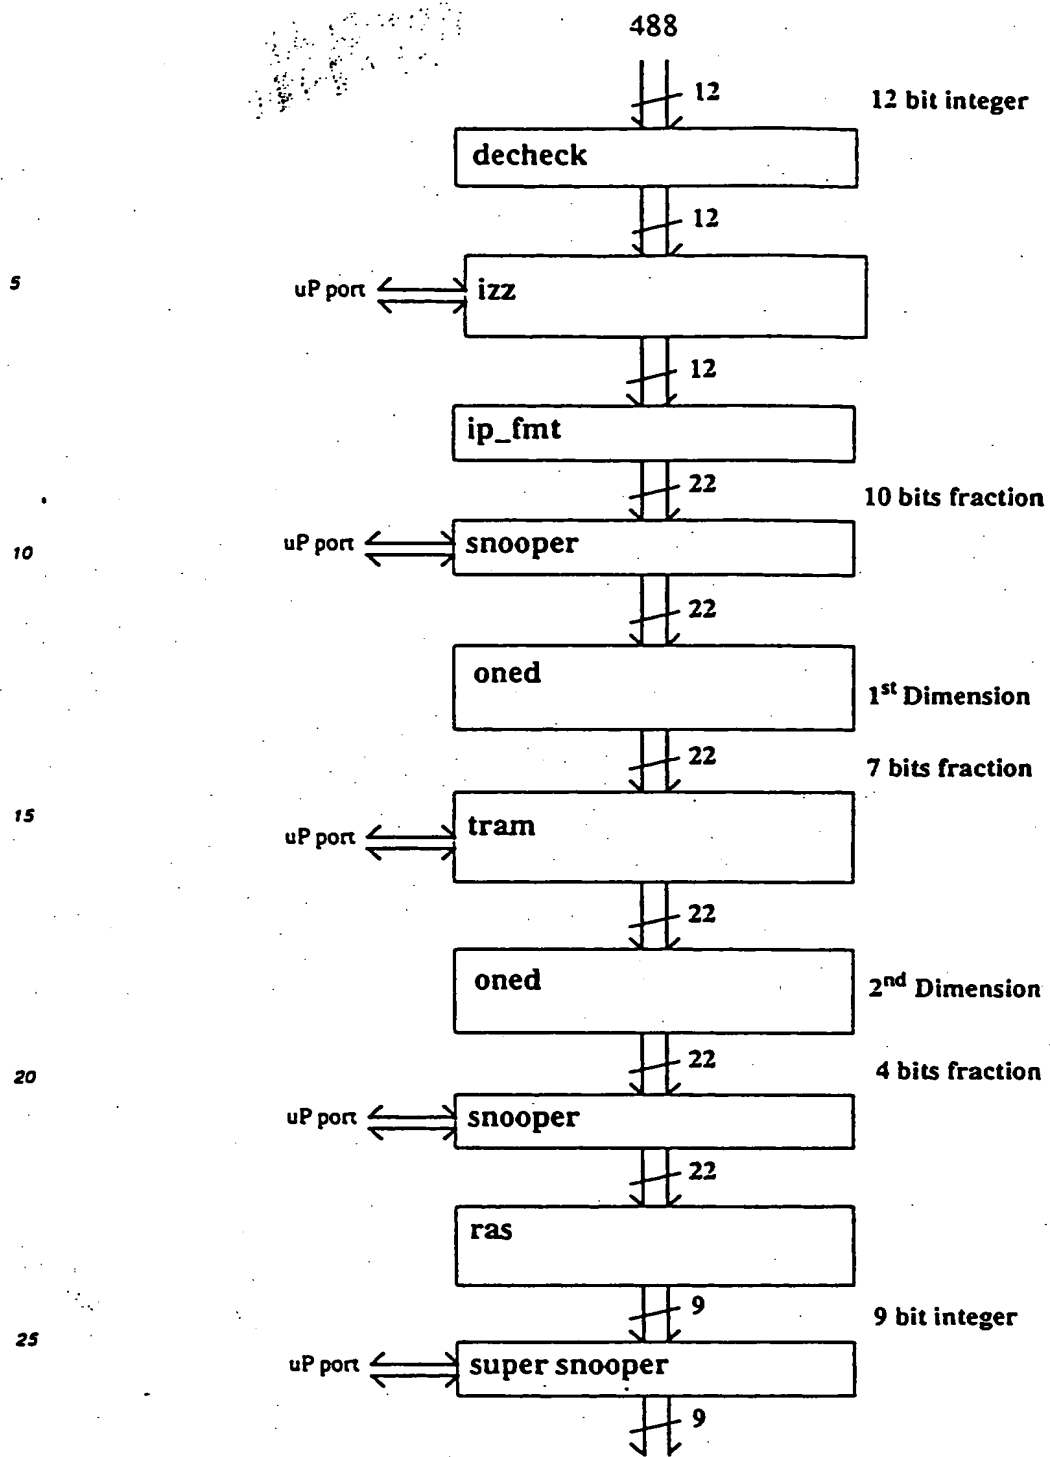 488
12
12 bit integer
decheck
12
5
uP port
izz
12
ip_fmt
22
10 bits fraction
10
uP port
snooper
22
oned
1st Dimension
22
7 bits fraction
15
uP port
tram
22
oned
2nd Dimension
22
4 bits fraction
20
uP port
snooper
22
ras
9
9 bit integer
25
uP port
super snooper
9